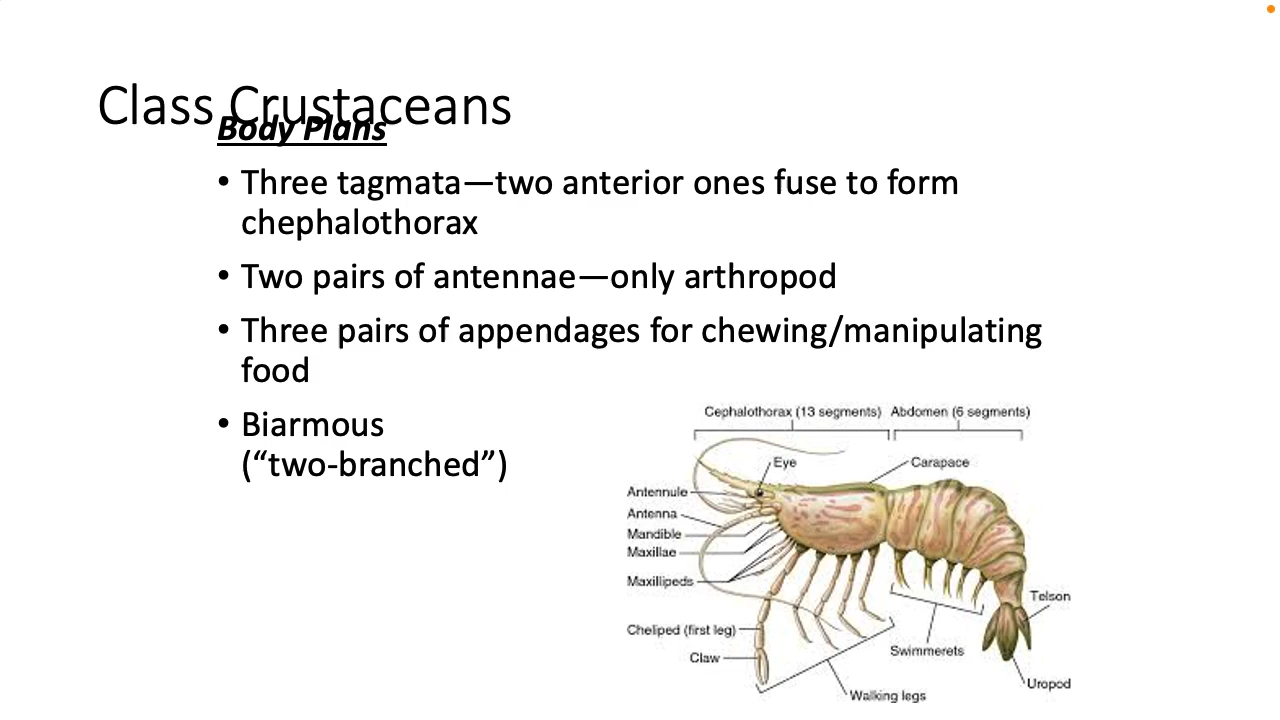 Class Crustaceans
Body Plans
• Three tagmata—two anterior ones fuse to form
chephalothorax
• Two pairs of antennae—only arthropod
• Three pairs of appendages for chewing/manipulating
food
• Biarmous
(“two-branched”)
Cephalothorax (13 segments) Abdomen (6 segments)
Eye
Carapace
Antennule
Antenna
Mandible
Maxillae
Maxillipeds
Telson
Cheliped (first leg)
Swimmerets
Claw
Uropod
Walking legs